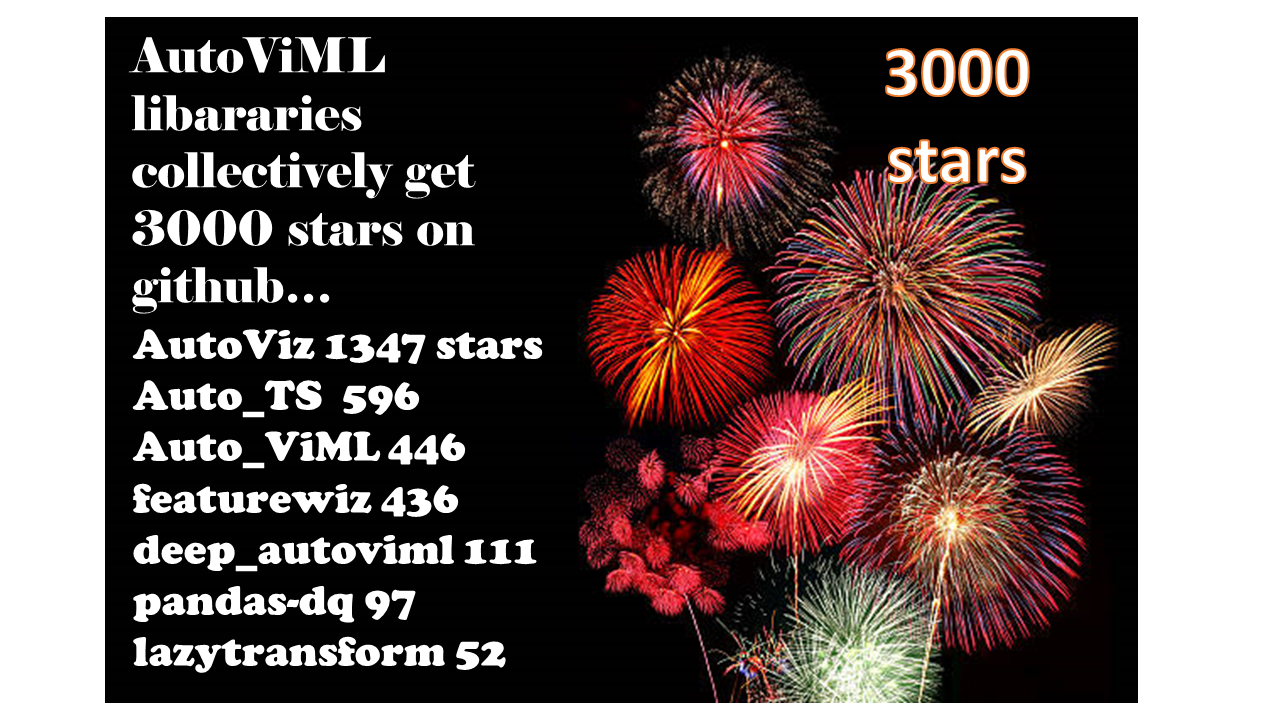 AutoViML
libararies
collectively get
3000 stars on
github...
AutoViz 1347 stars
Auto_TS 596
Auto_ViML 446
featurewiz 436
deep_autoviml 111
pandas-dq 97
lazytransform 52
3000
stars